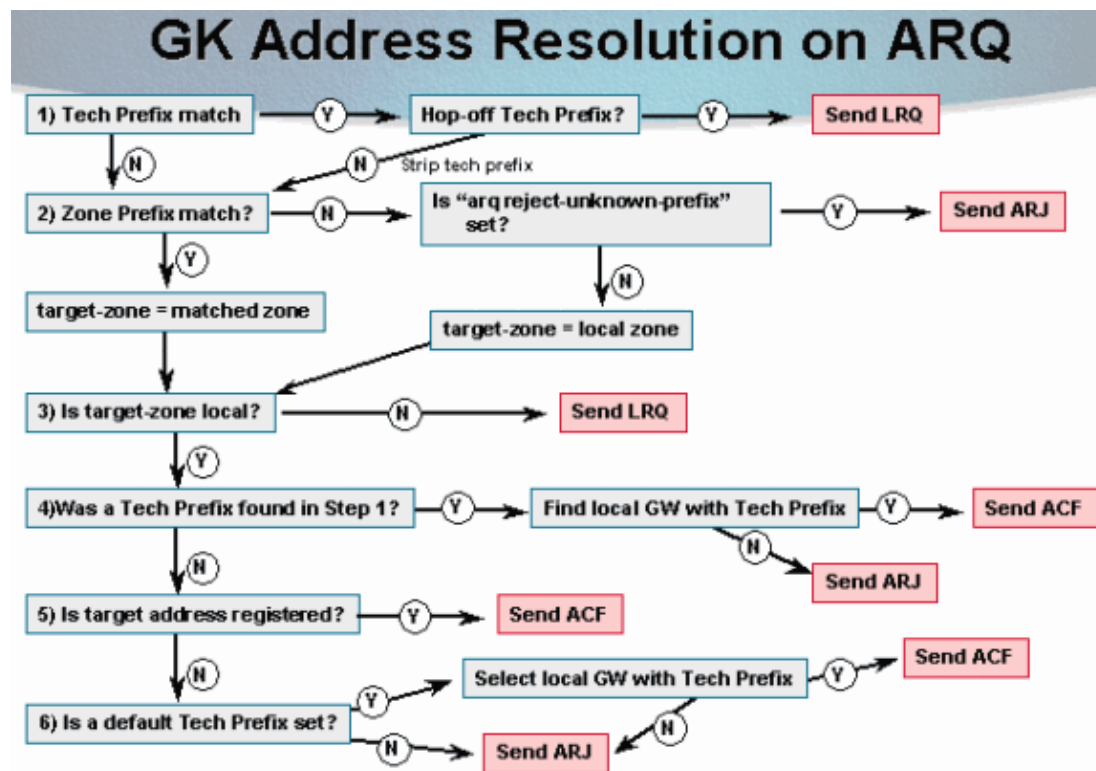 GK Address Resolution on ARQ
1) Tech Prefix match
Y
Hop-off Tech Prefix?
Y
Send LRQ
N
N
Strip tech prefix
2) Zone Prefix match?
N
Is “arq reject-unknown-prefix”
set?
Y
Send ARJ
Y
N
target-zone = matched zone
target-zone = local zone
3) Is target-zone local?
N
Send LRQ
Y
4)Was a Tech Prefix found in Step 1?
Y
Find local GW with Tech Prefix
Y
Send ACF
N
N
Send ARJ
5) Is target address registered?
Y
Send ACF
N
Select local GW with Tech Prefix
Y
Send ACF
6) Is a default Tech Prefix set?
Y
N
N
Send ARJ